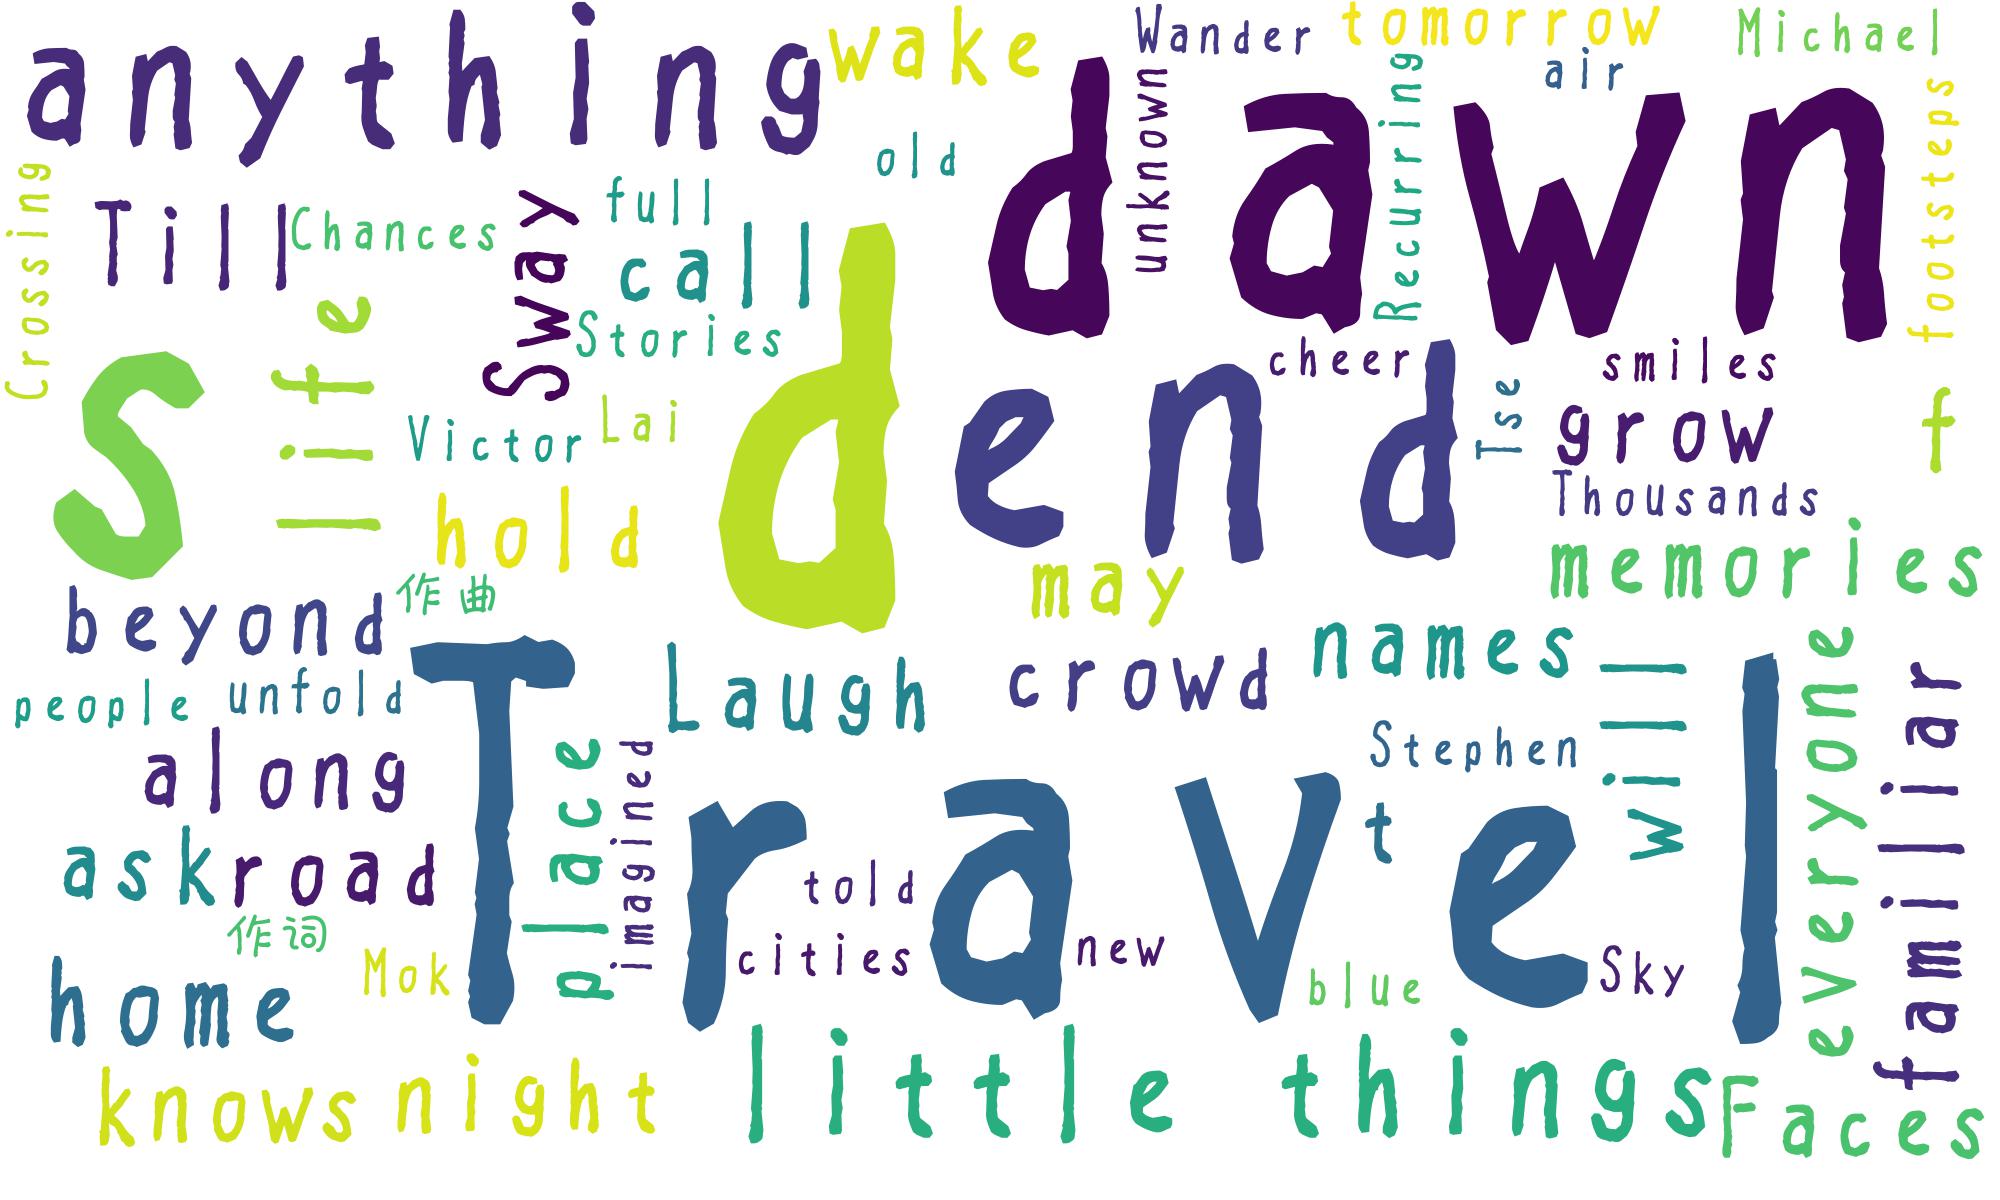 anything
wake
Wander
tomorrow
Michael
air
dawn
unknown
Recurring
footsteps
old
Crossing
Till
Chances
Sway
full
call
Stories
life
S
d
end
cheer
smiles
Tse
grow
f
Victor
Lai
Thousands
hold
memories
may
作曲
beyond
names
Laugh
crowd
will
everyone
familiar
people
unfold
Travel
along
place
imagined
Stephen
t
ask
road
told
作词
cities
new
Mok
blue
Sky
home
knows
night
little things
Faces